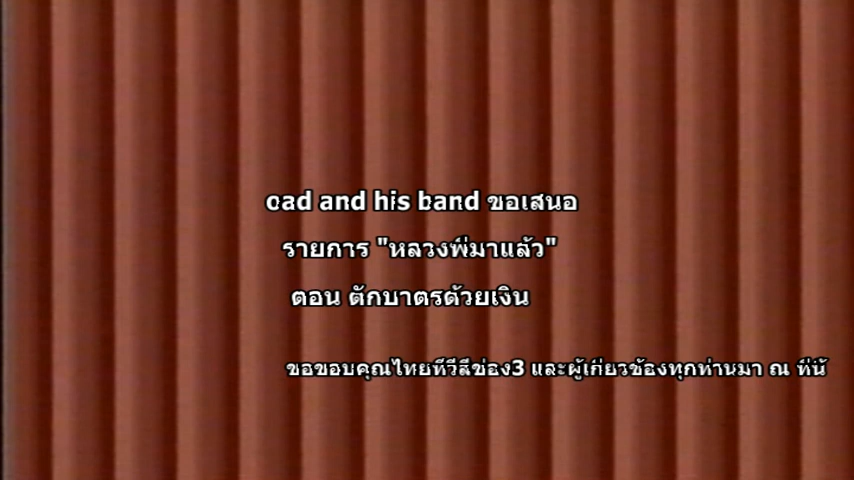 oad and his band ขอเสนอ
รายการ "หลวงพี่มาแล้ว"
ตอน ตักบาตรด้วยเงิน
ขอขอบคุณไทยทีวีสีช่อง3 และผู้เกี่ยวข้องทุกท่านมา ณ ที่นี้